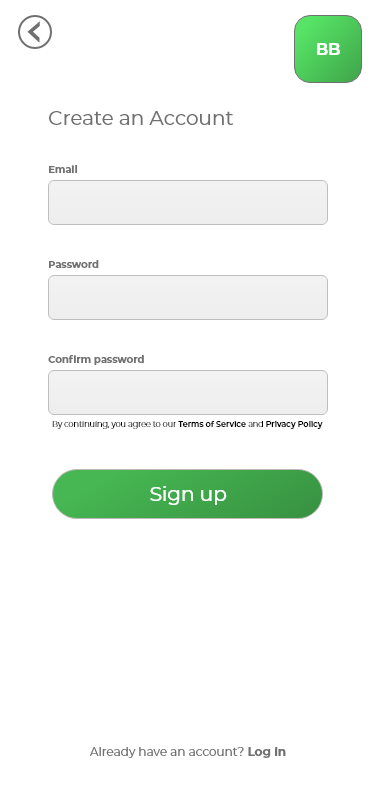 BB
Create an Account
Email
Password
Confirm password
By continuing, you agree to our Terms of Service and Privacy Policy
Sign up
Already have an account? Log in